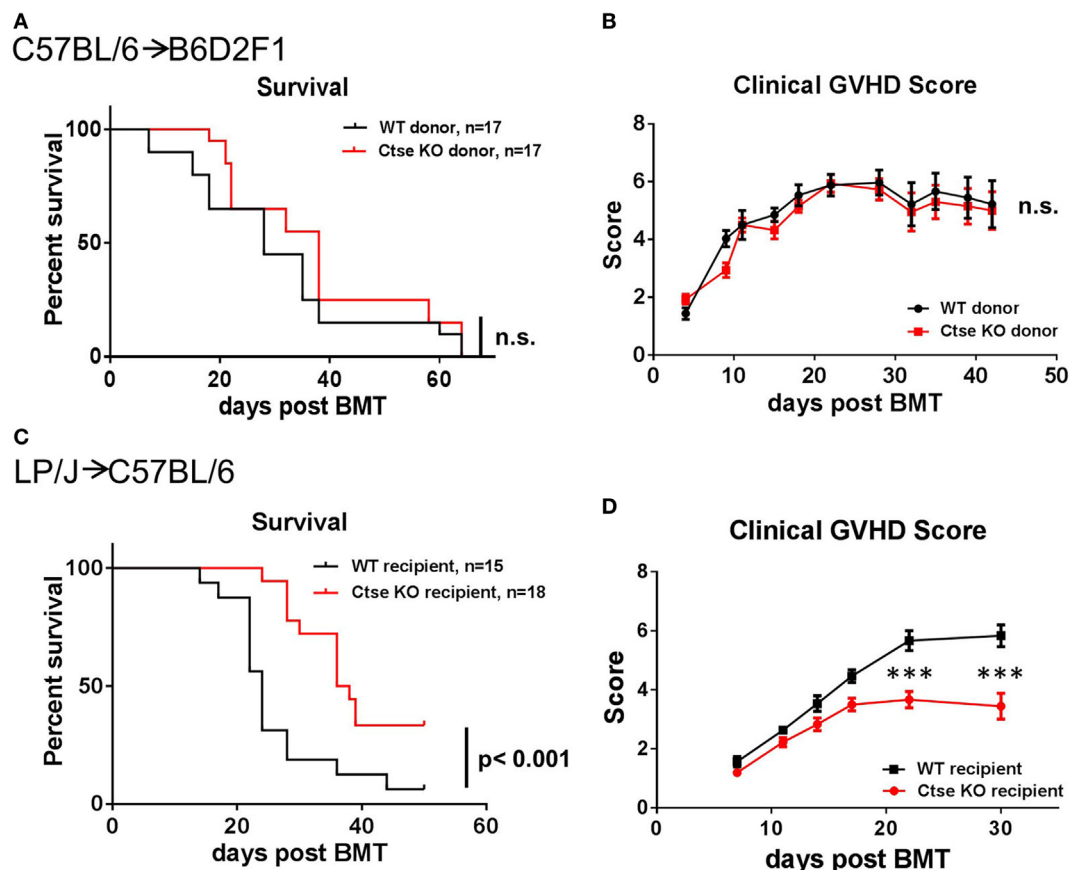 A
C57BL/6→B6D2F1
Survival
WT donor, n=17
Ctse KO donor, n=17
Percent survival
100
50
0
n.s.
0 20 40 60
days post BMT
B
Clinical GVHD Score
Score
8
6
4
2
0
n.s.
WT donor
Ctse KO donor
0 10 20 30 40 50
days post BMT
C
LP/J→C57BL/6
Survival
WT recipient, n=15
Ctse KO recipient, n=18
Percent survival
100
50
0
p< 0.001
0 20 40 60
days post BMT
D
Clinical GVHD Score
Score
8
6
4
2
0
*** ***
WT recipient
Ctse KO recipient
0 10 20 30
days post BMT